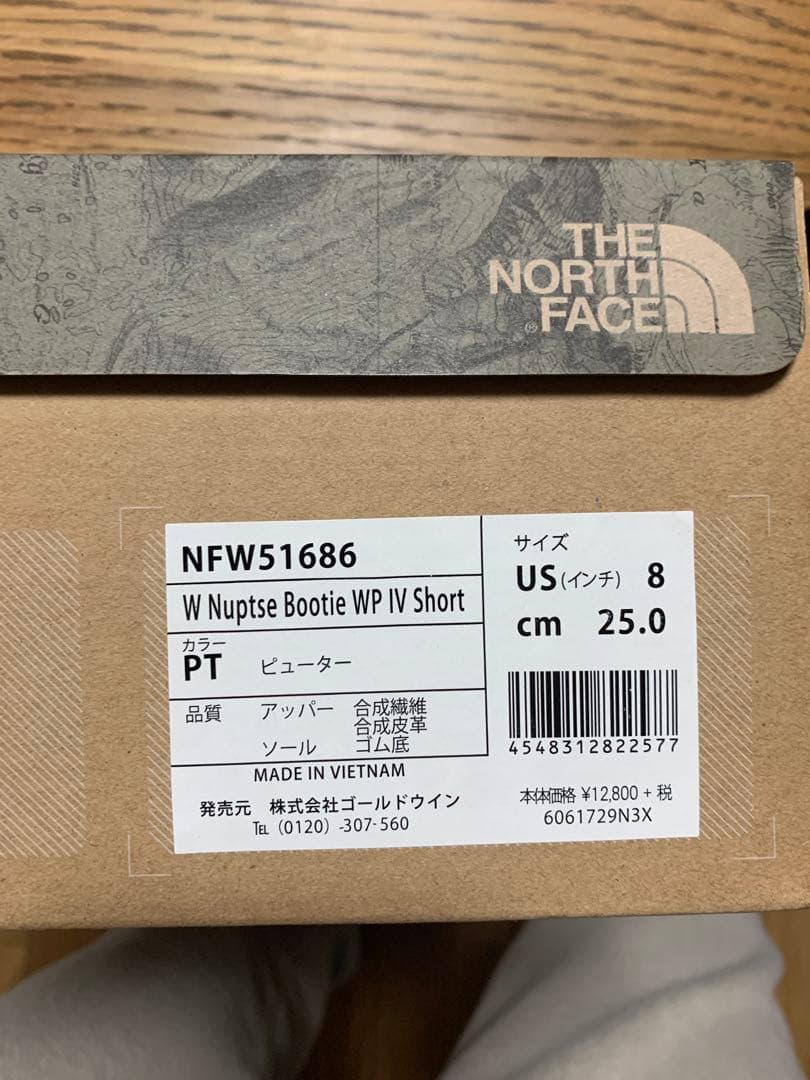 THE
NORTH
FACE
®
NFW51686
W Nuptse Bootie WP IV Short
カラー
PT ピューター
品質 アッパー 合成繊維
合成皮革
ソール ゴム底
MADE IN VIETNAM
発売元 株式会社ゴールドウイン
TEL (0120) -307-560
サイズ
US (インチ) 8
cm 25.0
4548312822577
本体価格 ¥12,800 + 税
6061729N3X